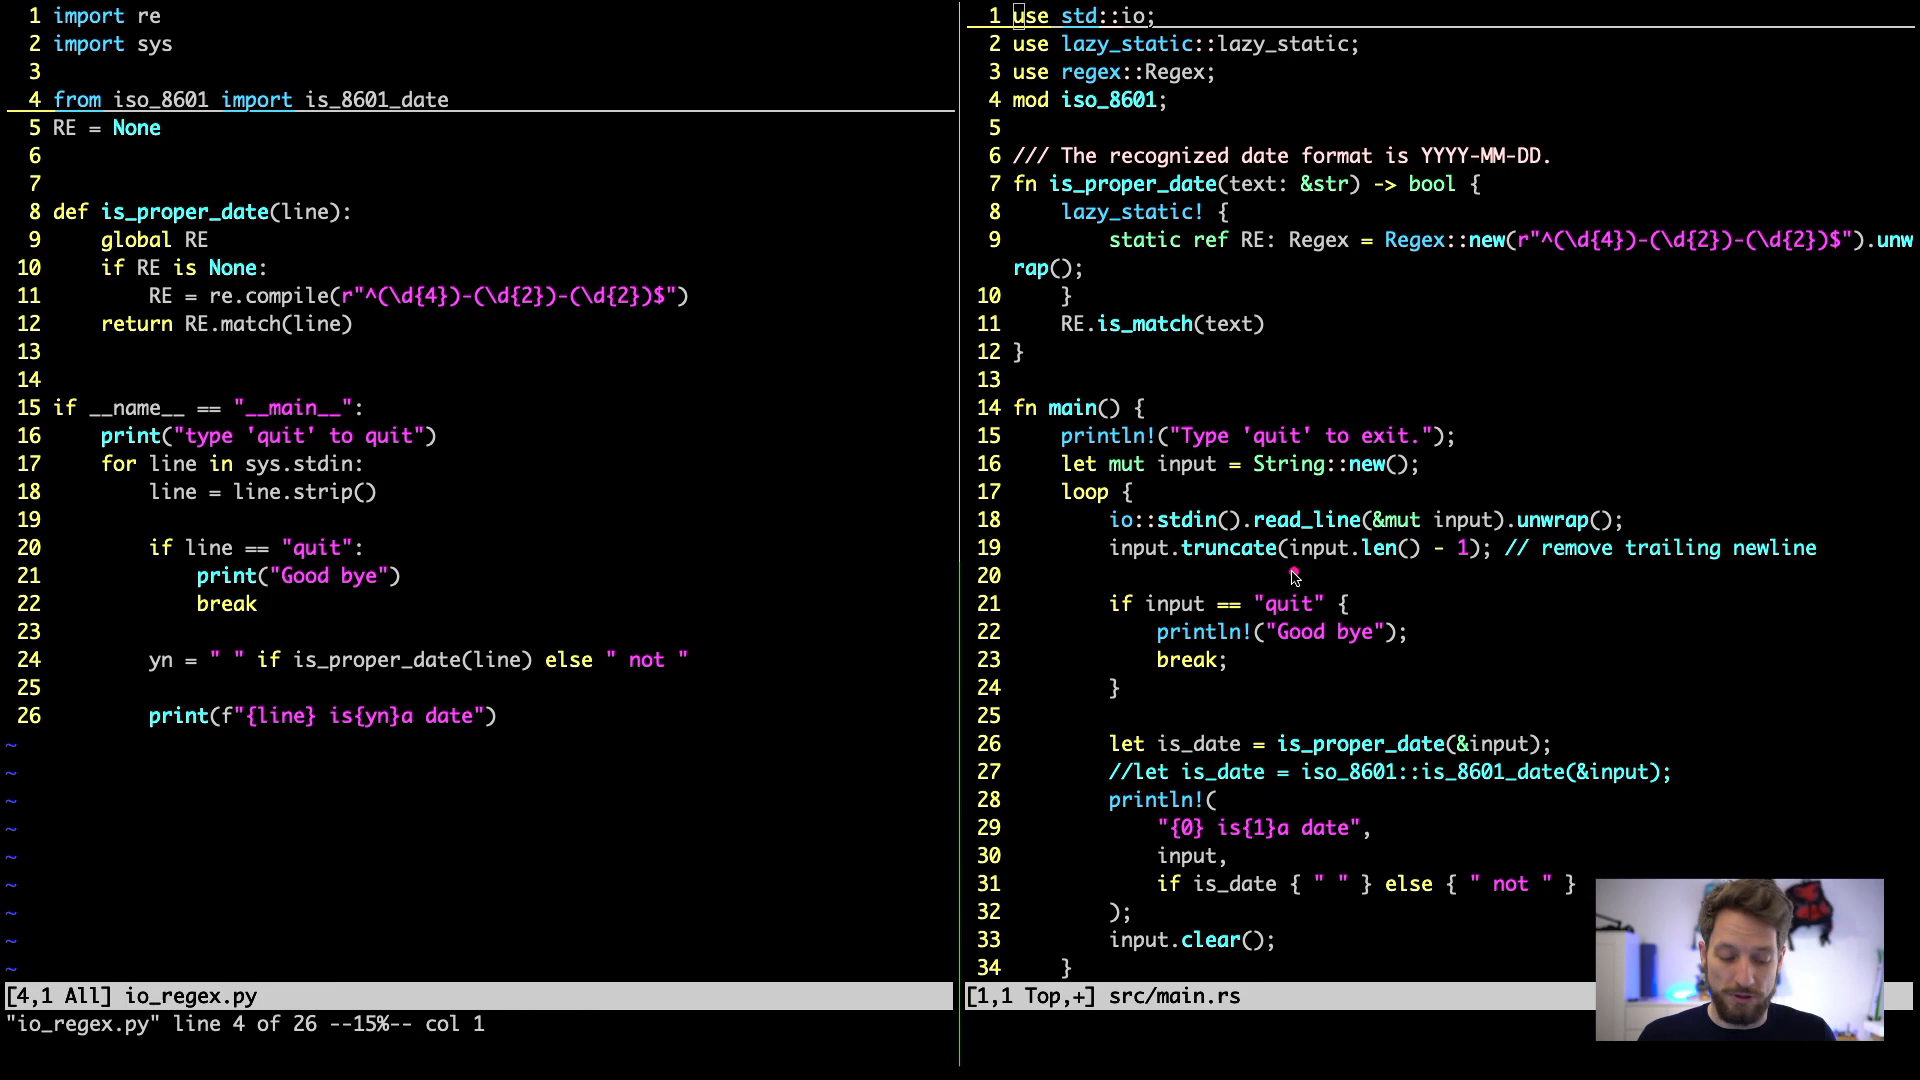 1 import re
2 import sys
3
4 from iso_8601 import is_8601_date
5 RE = None
6
7
8 def is_proper_date(line):
9     global RE
10     if RE is None:
11         RE = re.compile(r"^(\d{4})-(\d{2})-(\d{2})$")
12     return RE.match(line)
13
14
15 if __name__ == "__main__":
16     print("type 'quit' to quit")
17     for line in sys.stdin:
18         line = line.strip()
19
20         if line == "quit":
21             print("Good bye")
22             break
23
24         yn = " " if is_proper_date(line) else " not "
25
26         print(f"{line} is{yn}a date")
~
~
~
~
~
~
~
~
~
[4,1 All] io_regex.py
"io_regex.py" line 4 of 26 --15%-- col 1
1 use std::io;
2 use lazy_static::lazy_static;
3 use regex::Regex;
4 mod iso_8601;
5
6 /// The recognized date format is YYYY-MM-DD.
7 fn is_proper_date(text: &str) -> bool {
8     lazy_static! {
9         static ref RE: Regex = Regex::new(r"^(\d{4})-(\d{2})-(\d{2})$").unw
rap();
10     }
11     RE.is_match(text)
12 }
13
14 fn main() {
15     println!("Type 'quit' to exit.");
16     let mut input = String::new();
17     loop {
18         io::stdin().read_line(&mut input).unwrap();
19         input.truncate(input.len() - 1); // remove trailing newline
20
21         if input == "quit" {
22             println!("Good bye");
23             break;
24         }
25
26         let is_date = is_proper_date(&input);
27         //let is_date = iso_8601::is_8601_date(&input);
28         println!(
29             "{0} is{1}a date",
30             input,
31             if is_date { " " } else { " not " }
32         );
33         input.clear();
34     }
[1,1 Top,+] src/main.rs